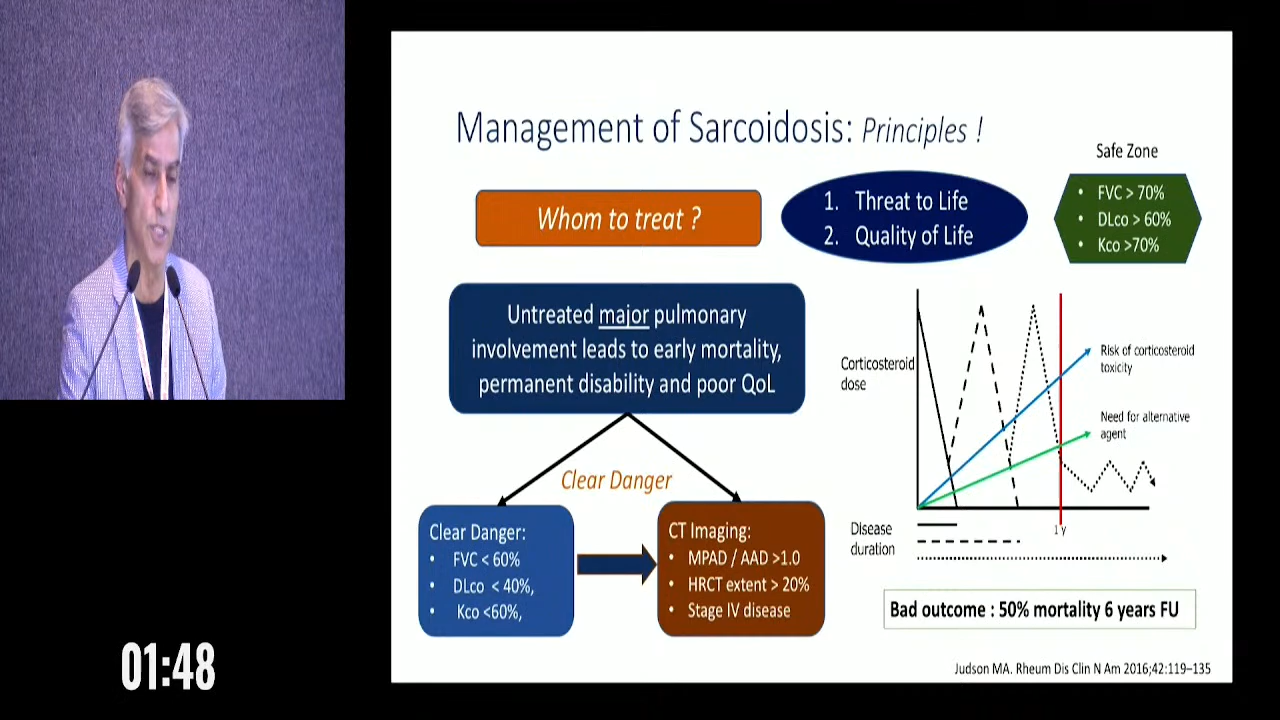 Management of Sarcoidosis: Principles !
Whom to treat ?
1. Threat to Life
2. Quality of Life
Safe Zone
• FVC > 70%
• DLco > 60%
• Kco >70%
Untreated major pulmonary
involvement leads to early mortality,
permanent disability and poor QoL
Clear Danger
Clear Danger:
• FVC < 60%
• DLco < 40%,
• Kco <60%,
CT Imaging:
• MPAD / AAD >1.0
• HRCT extent > 20%
• Stage IV disease
Corticosteroid
dose
Risk of corticosteroid
toxicity
Need for alternative
agent
1 y
Disease
duration
Bad outcome : 50% mortality 6 years FU
Judson MA. Rheum Dis Clin N Am 2016;42:119–135
01:48